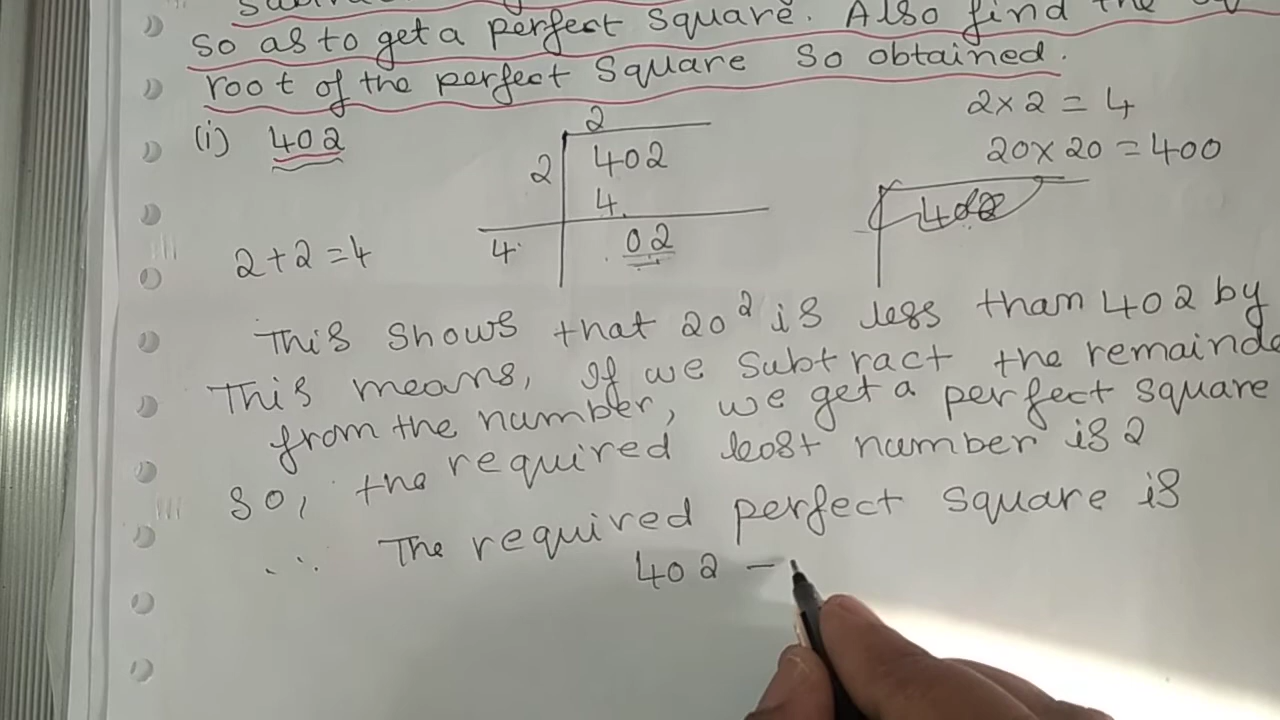 so as to get a perfect square. Also find the
root of the perfect square so obtained.
(i) 402
2
2 402
4
4 02
2+2=4
2×2=4
20×20=400
402
This shows that 20² is less than 402 by
This means, If we subtract the
from the number, we get a perfect square
so, the required least number is 2
∴ The required perfect square is
402 −